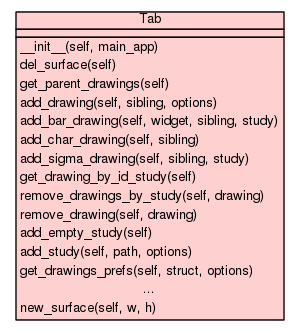 Tab
__init__(self, main_app)
del_surface(self)
get_parent_drawings(self)
add_drawing(self, sibling, options)
add_bar_drawing(self, widget, sibling, study)
add_char_drawing(self, sibling)
add_sigma_drawing(self, sibling, study)
get_drawing_by_id_study(self)
remove_drawings_by_study(self, drawing)
remove_drawing(self, drawing)
add_empty_study(self)
add_study(self, path, options)
get_drawings_prefs(self, struct, options)
...
new_surface(self, w, h)